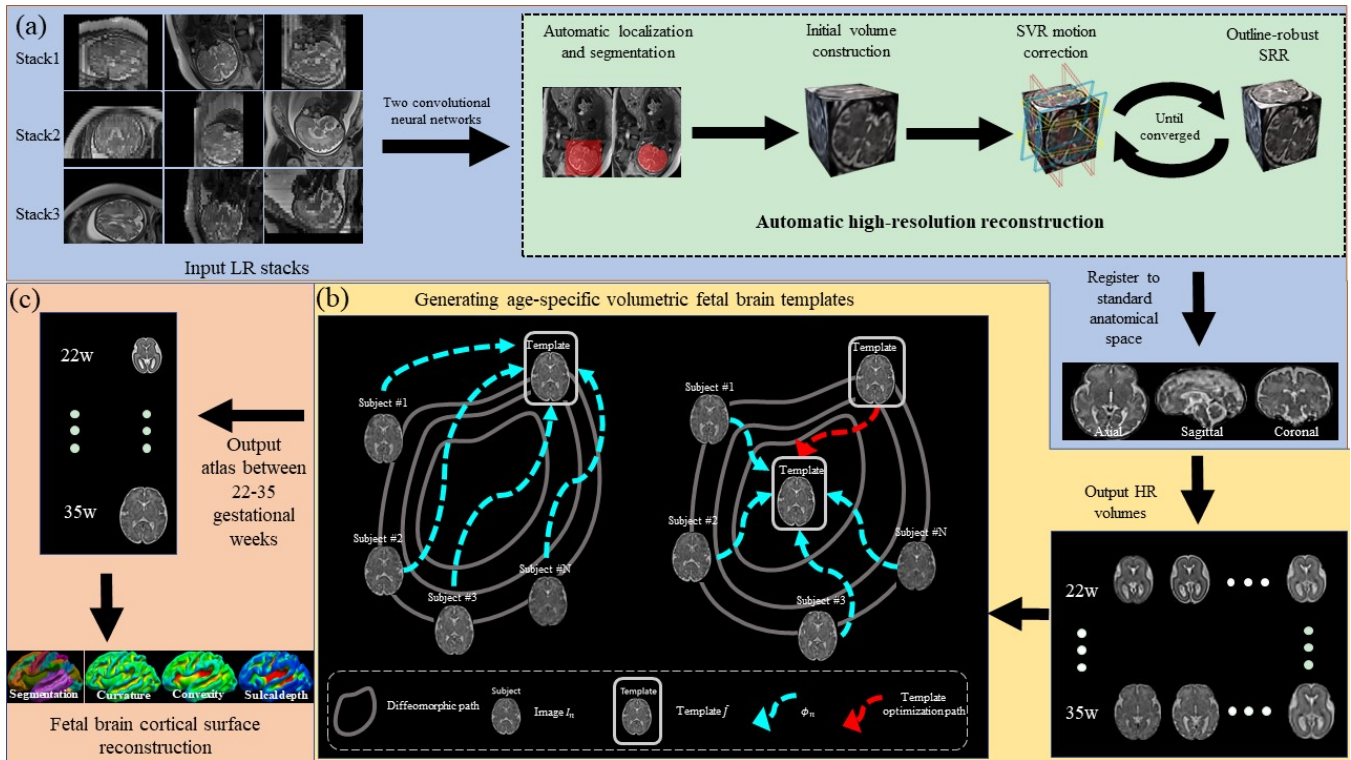 (a)
Stack1
Stack2
Stack3
Input LR stacks
Two convolutional
neural networks
Automatic localization
and segmentation
Initial volume
construction
SVR motion
correction
Outline-robust
SRR
Until
converged
Automatic high-resolution reconstruction
Register to
standard
anatomical
space
Axial
Sagittal
Coronal
Output HR
volumes
22w
35w
(b)
Generating age-specific volumetric fetal brain templates
Template
Subject #1
Subject #2
Subject #3
Subject #N
Template
Subject #1
Template
Subject #2
Subject #N
Subject #3
Diffeomorphic path
Subject
Image Iₙ
Template
Template f
ϕₙ
Template
optimization path
(c)
22w
35w
Output
atlas between
22-35
gestational
weeks
Segmentation
Curvature
Convexity
Sulcal depth
Fetal brain cortical surface
reconstruction